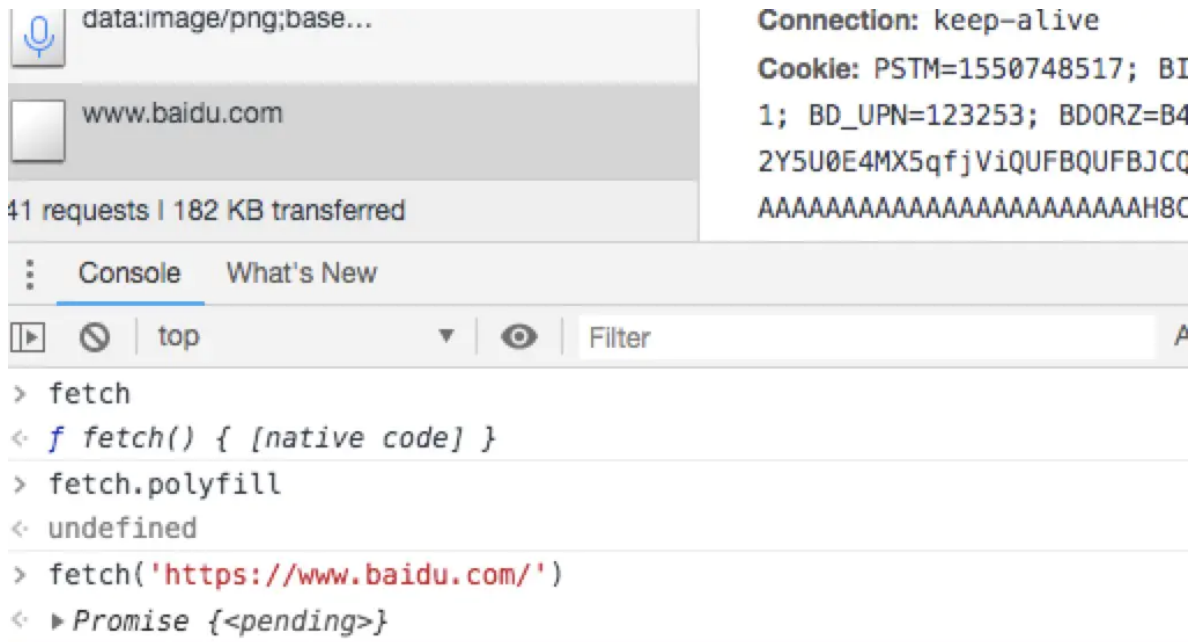 data:image/png;base...
www.baidu.com
41 requests | 182 KB transferred
Connection: keep-alive
Cookie: PSTM=1550748517; BI
1; BD_UPN=123253; BDORZ=B4
2Y5U0E4MX5qfjViQUFBQUFBJCQ
AAAAAAAAAAAAAAAAAAAAAAAH8C
Console What's New
top Filter
> fetch
ƒ fetch() { [native code] }
> fetch.polyfill
undefined
> fetch('https://www.baidu.com/')
Promise {<pending>}